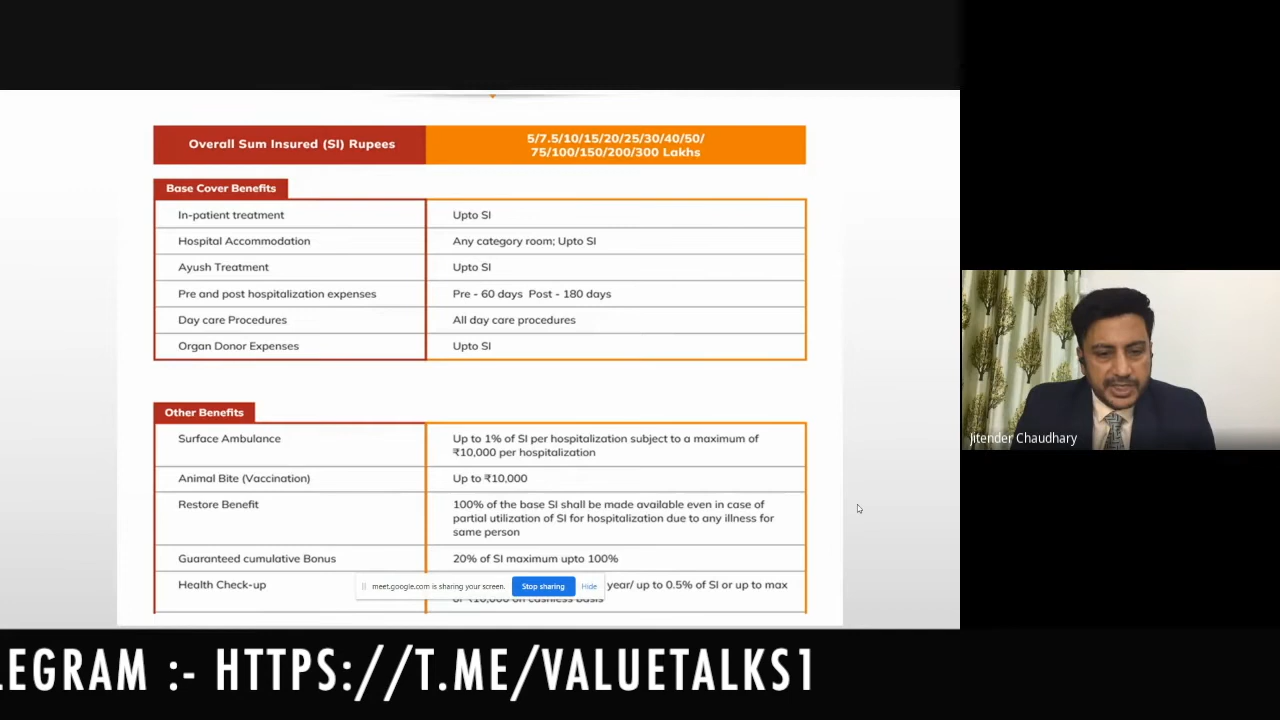 Overall Sum Insured (SI) Rupees
5/7.5/10/15/20/25/30/40/50/
75/100/150/200/300 Lakhs
Base Cover Benefits
In-patient treatment
Upto SI
Hospital Accommodation
Any category room; Upto SI
Ayush Treatment
Upto SI
Pre and post hospitalization expenses
Pre - 60 days Post - 180 days
Day care Procedures
All day care procedures
Organ Donor Expenses
Upto SI
Other Benefits
Surface Ambulance
Up to 1% of SI per hospitalization subject to a maximum of
₹10,000 per hospitalization
Animal Bite (Vaccination)
Up to ₹10,000
Restore Benefit
100% of the base SI shall be made available even in case of
partial utilization of SI for hospitalization due to any illness for
same person
Guaranteed cumulative Bonus
20% of SI maximum upto 100%
Health Check-up
year/ up to 0.5% of SI or up to max
meet.google.com is sharing your screen.
Stop sharing
Hide
Jitender Chaudhary
LEGRAM :- HTTPS://T.ME/VALUETALKS1